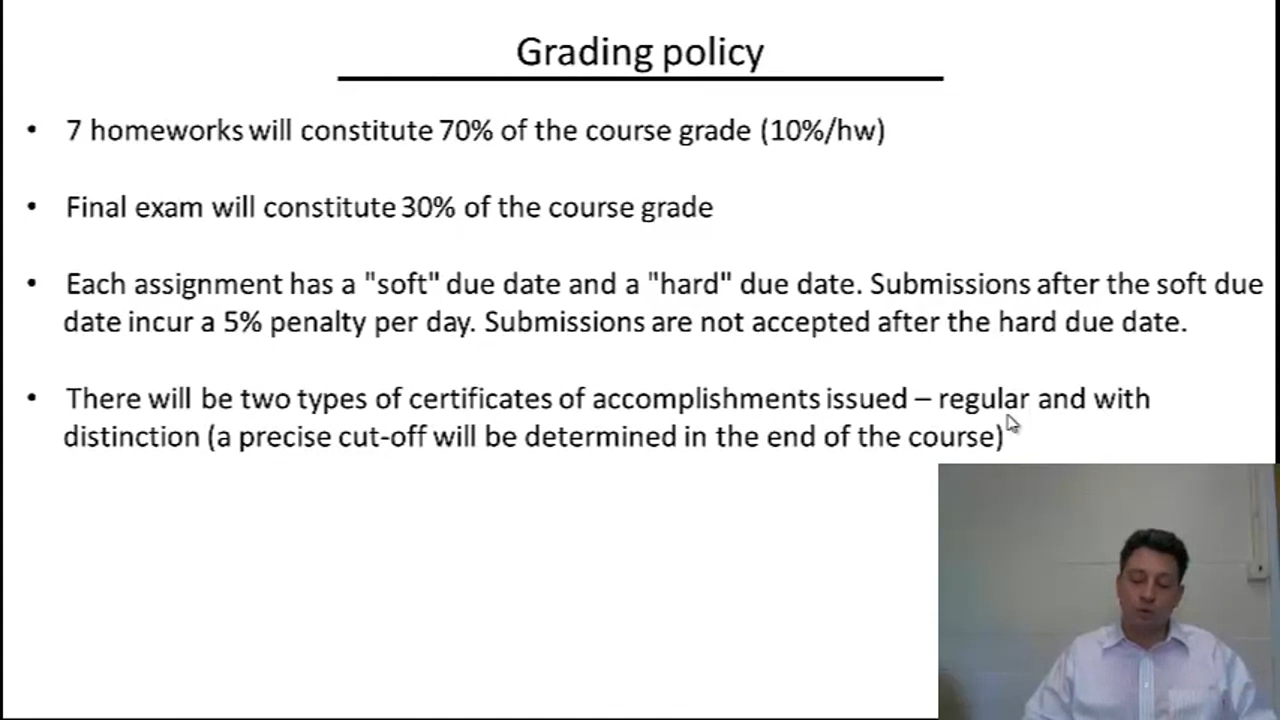 Grading policy
• 7 homeworks will constitute 70% of the course grade (10%/hw)
• Final exam will constitute 30% of the course grade
• Each assignment has a "soft" due date and a "hard" due date. Submissions after the soft due
date incur a 5% penalty per day. Submissions are not accepted after the hard due date.
• There will be two types of certificates of accomplishments issued – regular and with
distinction (a precise cut-off will be determined in the end of the course)